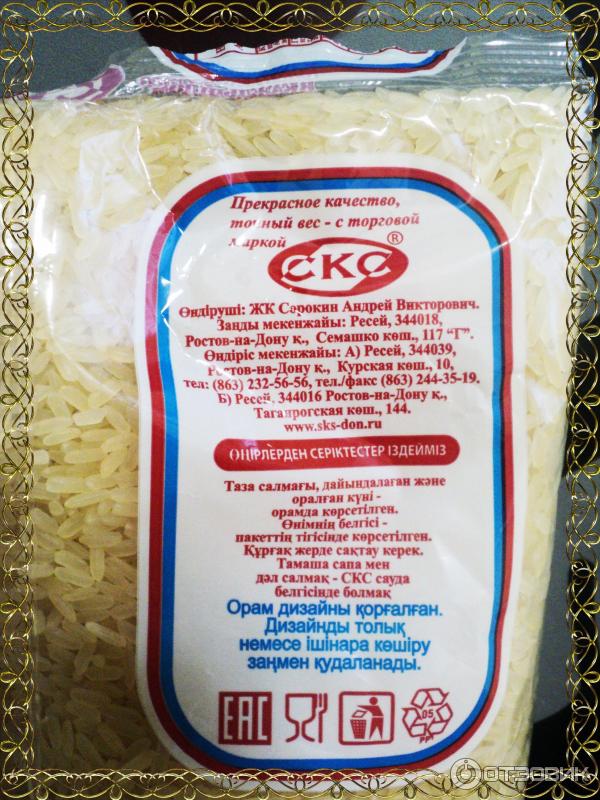 Прекрасное качество,
точный вес - с торговой
маркой
СКС ®
Өндіруші: ЖК Сорокин Андрей Викторович.
Заңды мекенжайы: Ресей, 344018,
Ростов-на-Дону қ., Семашко көш., 117 "Г".
Өндіріс мекенжайы: А) Ресей, 344039,
Ростов-на-Дону қ., Курская көш., 10,
тел: (863) 232-56-56, тел./факс (863) 244-35-19.
Б) Ресей, 344016 Ростов-на-Дону қ.,
Таганрогская көш., 144.
www.sks-don.ru
ӨҢІРЛЕРДЕН СЕРІКТЕСТЕР ІЗДЕЙМІЗ
Таза салмағы, дайындалаған және
оралған күні -
орамда көрсетілген.
Өнімнің белгісі -
пакеттің тігісінде көрсетілген.
Құрғақ жерде сақтау керек.
Тамаша сапа мен
дәл салмақ - СКС сауда
белгісінде болмақ
Орам дизайны қорғалған.
Дизайнды толық
немесе ішінара көшіру
заңмен қудаланады.
EAC
05
PPT
ОТЗОВИК